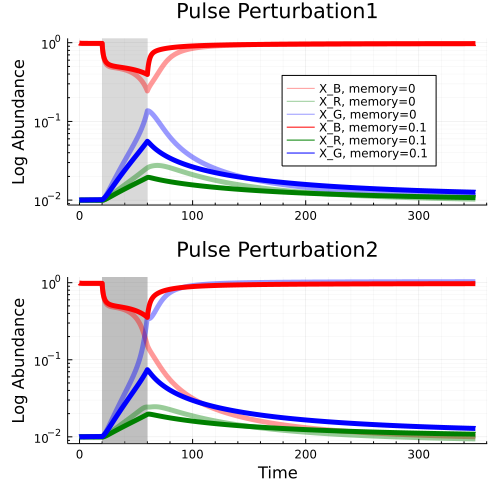 Pulse Perturbation1
Log Abundance
10⁰
10⁻¹
10⁻²
X_B, memory=0
X_R, memory=0
X_G, memory=0
X_B, memory=0.1
X_R, memory=0.1
X_G, memory=0.1
0 100 200 300
Pulse Perturbation2
Log Abundance
10⁰
10⁻¹
10⁻²
0 100 200 300
Time